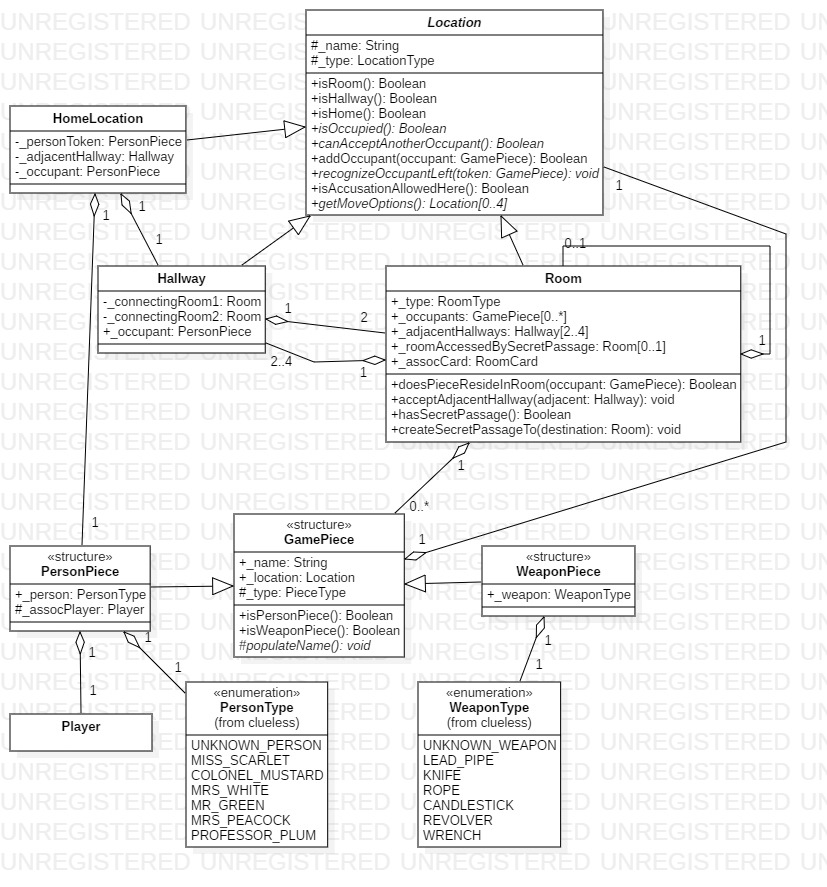 Location
#_name: String
#_type: LocationType
+isRoom(): Boolean
+isHallway(): Boolean
+isHome(): Boolean
+isOccupied(): Boolean
+canAcceptAnotherOccupant(): Boolean
+addOccupant(occupant: GamePiece): Boolean
+recognizeOccupantLeft(token: GamePiece): void
+isAccusationAllowedHere(): Boolean
+getMoveOptions(): Location[0..4]
HomeLocation
-_personToken: PersonPiece
-_adjacentHallway: Hallway
-_occupant: PersonPiece
1
1
1
1
0..1
Hallway
-_connectingRoom1: Room
-_connectingRoom2: Room
+_occupant: PersonPiece
1
2
2..4
1
Room
+_type: RoomType
+_occupants: GamePiece[0..*]
+_adjacentHallways: Hallway[2..4]
+_roomAccessedBySecretPassage: Room[0..1]
+_assocCard: RoomCard
+doesPieceResideInRoom(occupant: GamePiece): Boolean
+acceptAdjacentHallway(adjacent: Hallway): void
+hasSecretPassage(): Boolean
+createSecretPassageTo(destination: Room): void
1
1
0..*
1
1
«structure»
GamePiece
+_name: String
+_location: Location
#_type: PieceType
+isPersonPiece(): Boolean
+isWeaponPiece(): Boolean
#populateName(): void
«structure»
PersonPiece
+_person: PersonType
#_assocPlayer: Player
1
1
1
1
«structure»
WeaponPiece
+_weapon: WeaponType
1
1
Player
«enumeration»
PersonType
(from clueless)
UNKNOWN_PERSON
MISS_SCARLET
COLONEL_MUSTARD
MRS_WHITE
MR_GREEN
MRS_PEACOCK
PROFESSOR_PLUM
«enumeration»
WeaponType
(from clueless)
UNKNOWN_WEAPON
LEAD_PIPE
KNIFE
ROPE
CANDLESTICK
REVOLVER
WRENCH